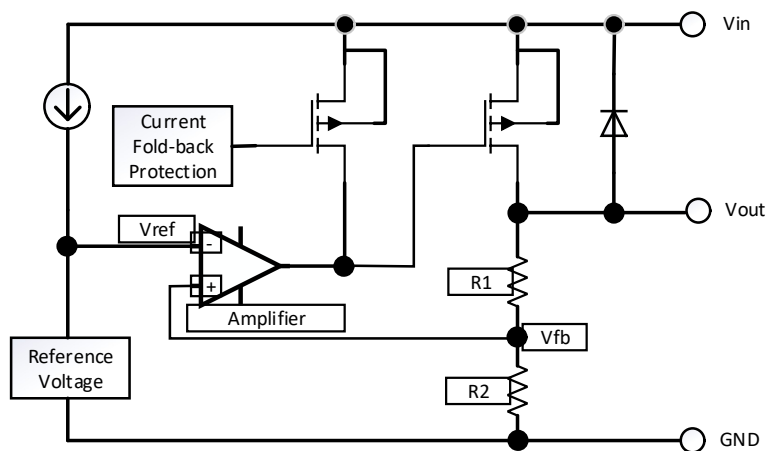 Vin
Current
Fold-back
Protection
Vout
Vref
-
+
R1
Amplifier
Vfb
Reference
Voltage
R2
GND